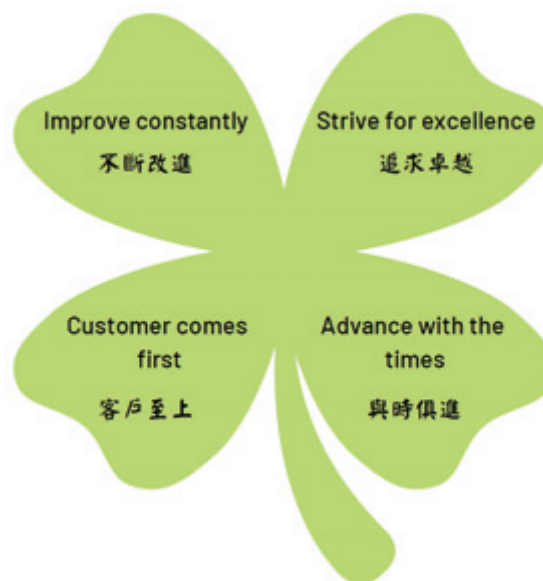 Improve constantly
不斷改進
Strive for excellence
追求卓越
Customer comes
first
客戶至上
Advance with the
times
與時俱進